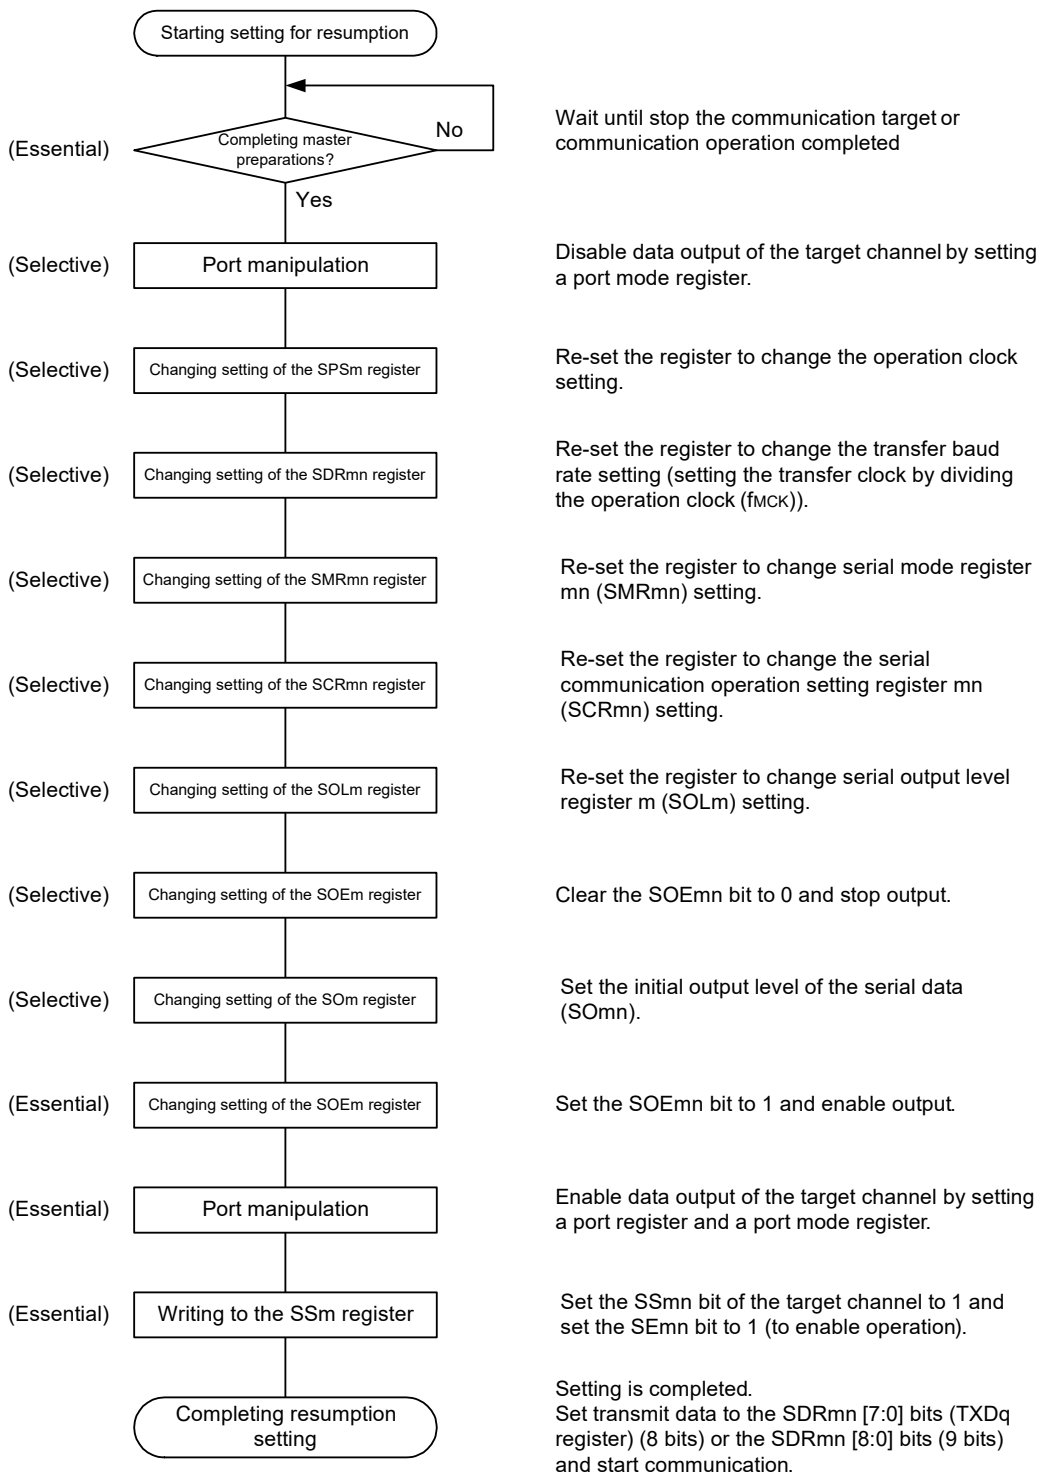 Starting setting for resumption
(Essential)
Completing master
preparations?
No
Wait until stop the communication target or
communication operation completed
Yes
(Selective)
Port manipulation
Disable data output of the target channel by setting
a port mode register.
(Selective)
Changing setting of the SPSm register
Re-set the register to change the operation clock
setting.
(Selective)
Changing setting of the SDRmn register
Re-set the register to change the transfer baud
rate setting (setting the transfer clock by dividing
the operation clock (fMCK)).
(Selective)
Changing setting of the SMRmn register
Re-set the register to change serial mode register
mn (SMRmn) setting.
(Selective)
Changing setting of the SCRmn register
Re-set the register to change the serial
communication operation setting register mn
(SCRmn) setting.
(Selective)
Changing setting of the SOLm register
Re-set the register to change serial output level
register m (SOLm) setting.
(Selective)
Changing setting of the SOEm register
Clear the SOEmn bit to 0 and stop output.
(Selective)
Changing setting of the SOm register
Set the initial output level of the serial data
(SOmn).
(Essential)
Changing setting of the SOEm register
Set the SOEmn bit to 1 and enable output.
(Essential)
Port manipulation
Enable data output of the target channel by setting
a port register and a port mode register.
(Essential)
Writing to the SSm register
Set the SSmn bit of the target channel to 1 and
set the SEmn bit to 1 (to enable operation).
Completing resumption
setting
Setting is completed.
Set transmit data to the SDRmn [7:0] bits (TXDq
register) (8 bits) or the SDRmn [8:0] bits (9 bits)
and start communication.